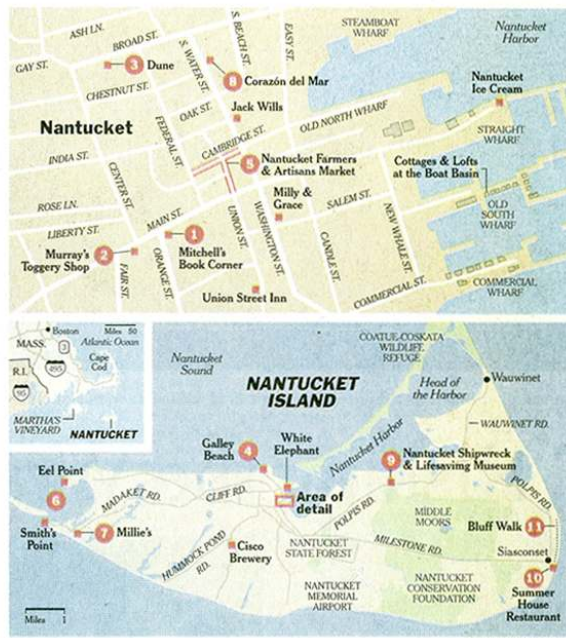 ASH LN.
BROAD ST.
GAY ST.
3 Dune
S. WATER ST.
S. BEACH ST.
EASY ST.
STEAMBOAT
WHARF
Nantucket
Harbor
8
Corazón del Mar
CHESTNUT ST.
OAK ST.
Jack Wills
Nantucket
Ice Cream
Nantucket
FEDERAL ST.
CAMBRIDGE ST.
OLD NORTH WHARF
STRAIGHT
WHARF
INDIA ST.
CENTER ST.
5
Nantucket Farmers
& Artisans Market
Cottages & Lofts
at the Boat Basin
ROSE LN.
MAIN ST.
UNION ST.
WASHINGTON ST.
Milly &
Grace
SALEM ST.
OLD
SOUTH
WHARF
LIBERTY ST.
1
Mitchell's
Book Corner
CANDLE ST.
NEW WHALE ST.
2
Murray's
Toggery Shop
FAIR ST.
ORANGE ST.
Union Street Inn
COMMERCIAL ST.
COMMERCIAL
WHARF
Boston
Miles 50
MASS.
3
Atlantic Ocean
R.I.
495
Cape
Cod
95
MARTHA'S
VINEYARD
NANTUCKET
Nantucket
Sound
COATUE-COSKATA
WILDLIFE
REFUGE
NANTUCKET
ISLAND
Head of
the Harbor
Wauwinet
WAUWINET RD.
4
Galley
Beach
White
Elephant
Nantucket Harbor
9
Nantucket Shipwreck
& Lifesavimg Museum
Eel Point
6
MADAKET RD.
CLIFF RD.
Area of
detail
POLPIS RD.
POLPIS RD.
Smith's
Point
7 Millie's
MIDDLE
MOORS
Bluff Walk 11
HUMMOCK POND
RD.
Cisco
Brewery
NANTUCKET
STATE FOREST
MILESTONE RD.
Siasconset
NANTUCKET
MEMORIAL
AIRPORT
NANTUCKET
CONSERVATION
FOUNDATION
10
Summer
House
Restaurant
Miles 1